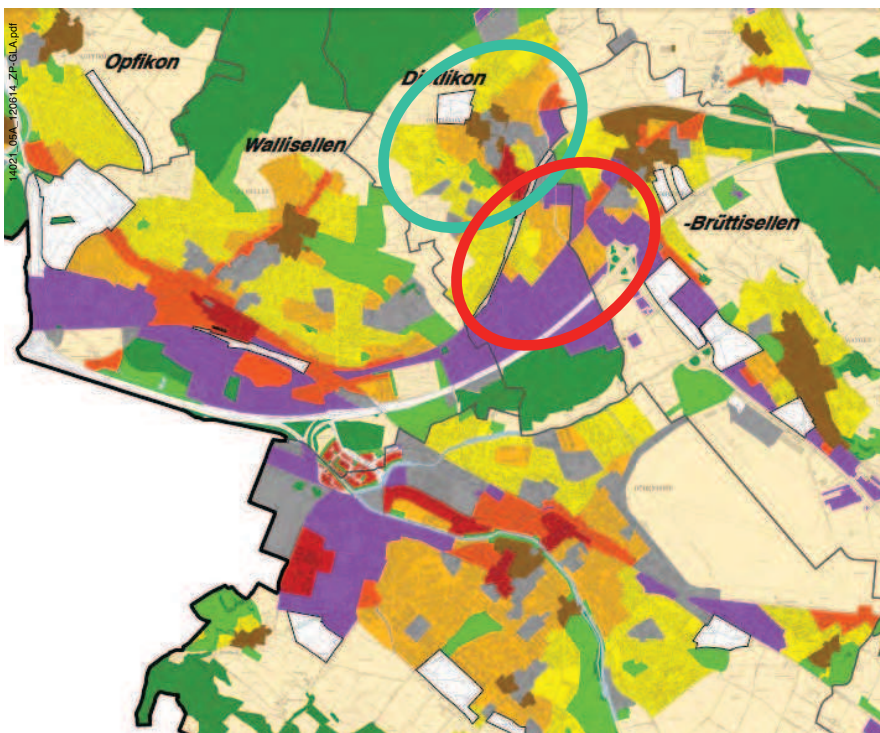 14021_05A_120614_ZP-GLA.pdf
Opfikon
Dietlikon
Wallisellen
-Brüttisellen